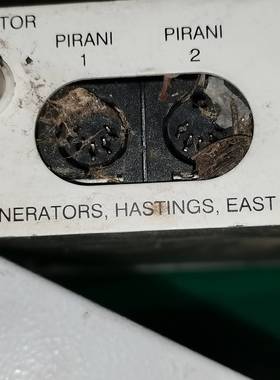 TOR
PIRANI
1
PIRANI
2
NERATORS, HASTINGS, EAST